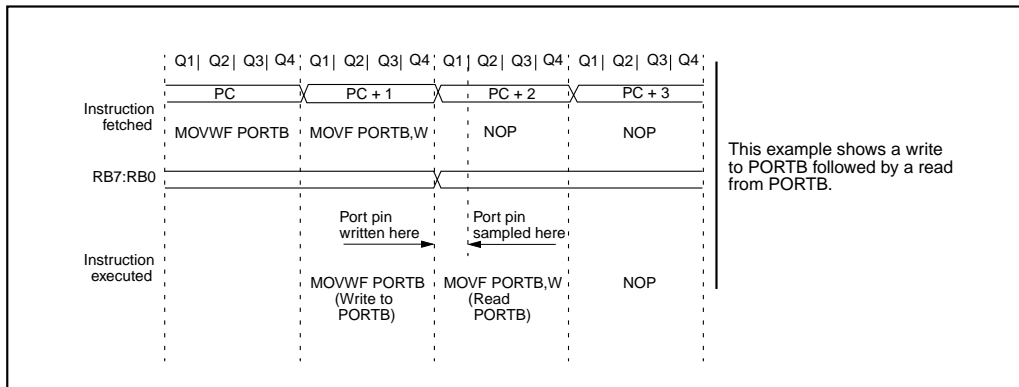 Q1| Q2| Q3| Q4 Q1| Q2| Q3| Q4 Q1| Q2| Q3| Q4 Q1| Q2| Q3| Q4
PC PC + 1 PC + 2 PC + 3
Instruction
fetched
MOVWF PORTB MOVF PORTB,W NOP NOP
This example shows a write
to PORTB followed by a read
from PORTB.
RB7:RB0
Port pin
written here
Port pin
sampled here
Instruction
executed
MOVWF PORTB
(Write to
PORTB)
MOVF PORTB,W
(Read
PORTB)
NOP